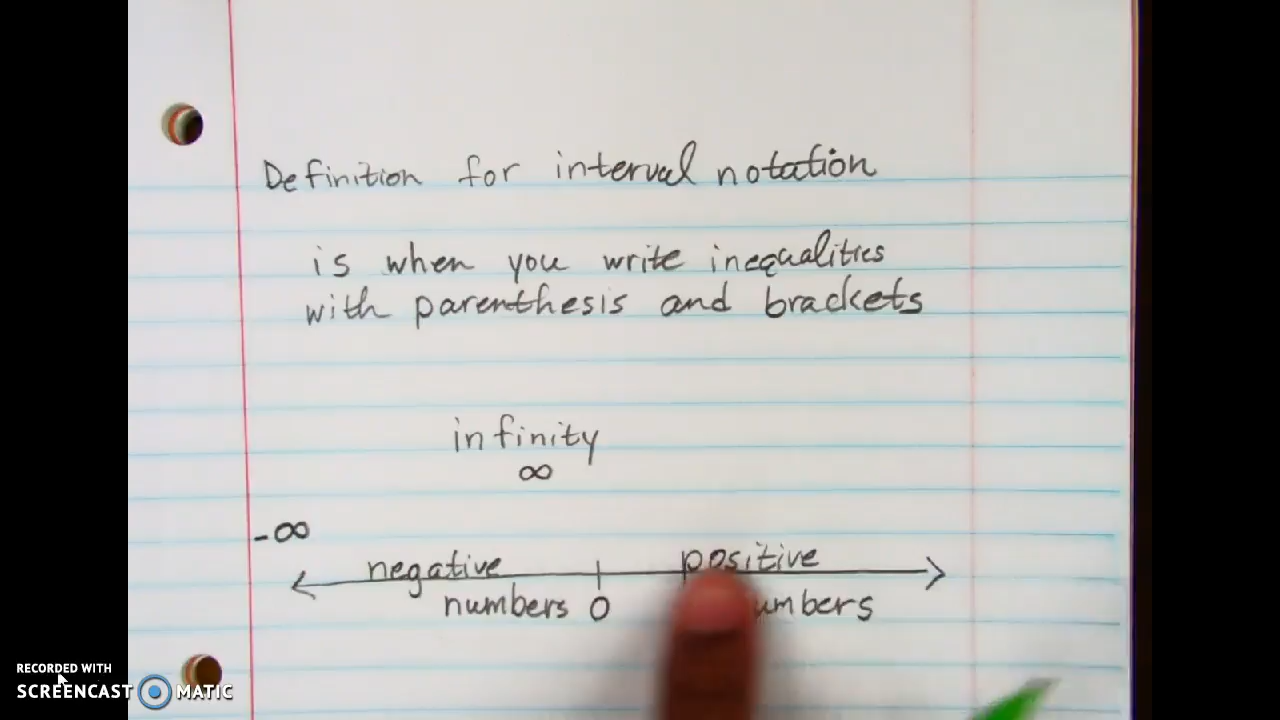 Definition for interval notation
is when you write inequalities
with parenthesis and brackets
infinity
∞
-∞
negative positive
numbers 0 umbers
RECORDED WITH
SCREENCAST MATIC